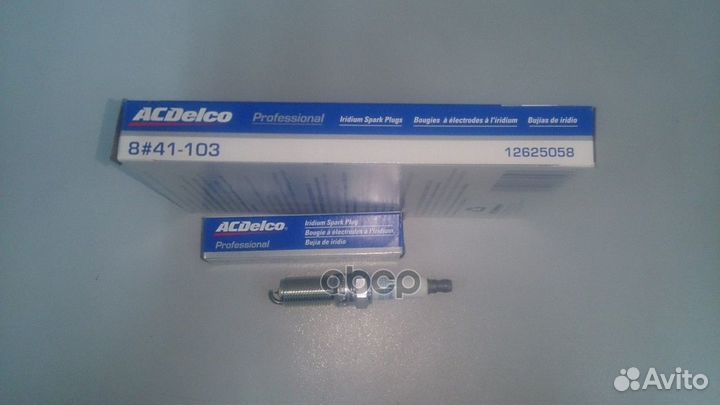 ACDelco Professional Iridium Spark Plugs Bougies à électrodes à l'iridium Bujías de iridio
8#41-103 12625058
ACDelco Iridium Spark Plug
Bougie à électrodes à l'iridium
Professional Bujía de iridio
abcp
Avito